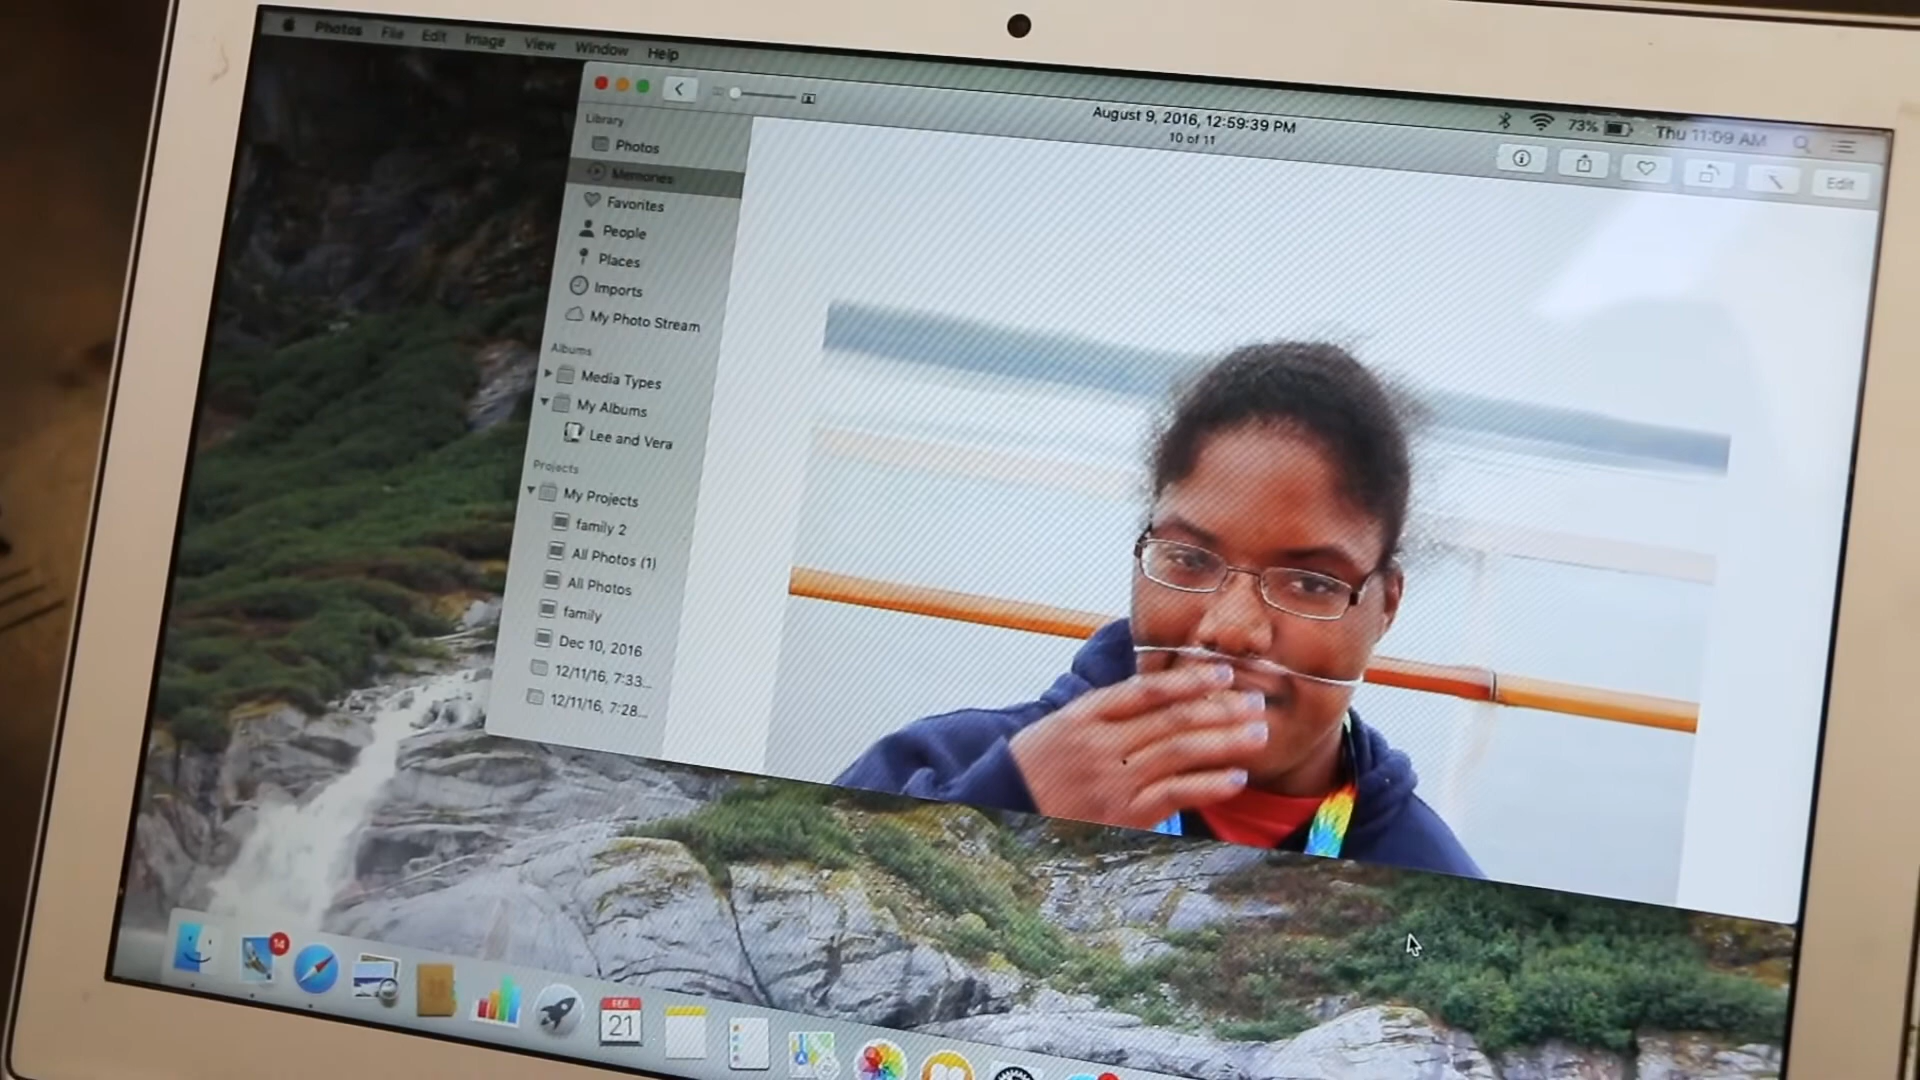 Photos File Edit Image View Window Help
73% Thu 11:09 AM
August 9, 2016, 12:59:39 PM
10 of 11
Edit
Library
Photos
Memories
Favorites
People
Places
Imports
My Photo Stream
Albums
Media Types
My Albums
Lee and Vera
Projects
My Projects
family 2
All Photos (1)
All Photos
family
Dec 10, 2016
12/11/16, 7:33...
12/11/16, 7:28...
14
FEB
21